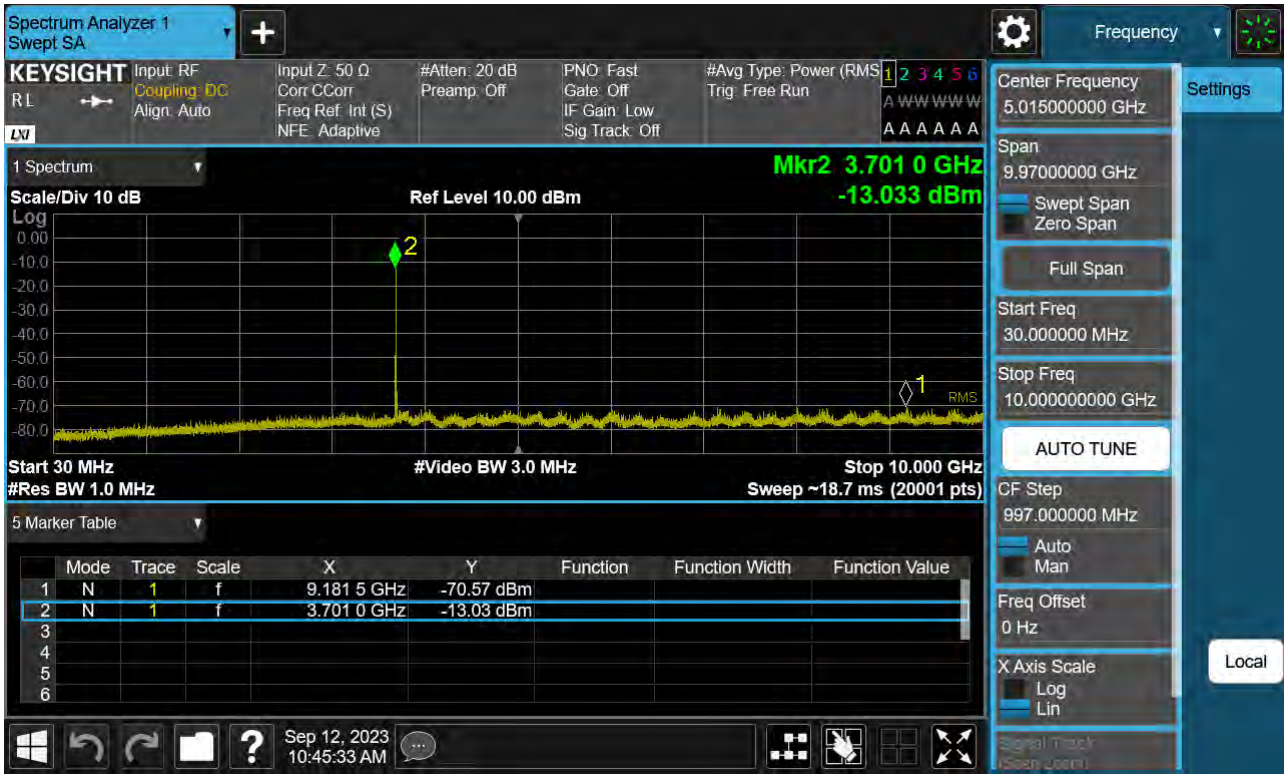 Spectrum Analyzer 1
Swept SA
+
Frequency
KEYSIGHT
RL
LXI
Input: RF
Coupling: DC
Align: Auto
Input Z: 50 Ω
Corr CCorr
Freq Ref: Int (S)
NFE: Adaptive
#Atten: 20 dB
Preamp: Off
PNO: Fast
Gate: Off
IF Gain: Low
Sig Track: Off
#Avg Type: Power (RMS
Trig: Free Run
1 2 3 4 5 6
A W W W W W
A A A A A A
1 Spectrum
Scale/Div 10 dB
Ref Level 10.00 dBm
Mkr2 3.701 0 GHz
-13.033 dBm
Log
0.00
-10.0
-20.0
-30.0
-40.0
-50.0
-60.0
-70.0
-80.0
2
1
RMS
Start 30 MHz
#Video BW 3.0 MHz
Stop 10.000 GHz
#Res BW 1.0 MHz
Sweep ~18.7 ms (20001 pts)
5 Marker Table
Mode Trace Scale X Y Function Function Width Function Value
1 N 1 f 9.181 5 GHz -70.57 dBm
2 N 1 f 3.701 0 GHz -13.03 dBm
3
4
5
6
Sep 12, 2023
10:45:33 AM
Center Frequency
5.015000000 GHz
Settings
Span
9.97000000 GHz
Swept Span
Zero Span
Full Span
Start Freq
30.000000 MHz
Stop Freq
10.000000000 GHz
AUTO TUNE
CF Step
997.000000 MHz
Auto
Man
Freq Offset
0 Hz
X Axis Scale
Log
Lin
Local
Signal Track
(Span Zoom)